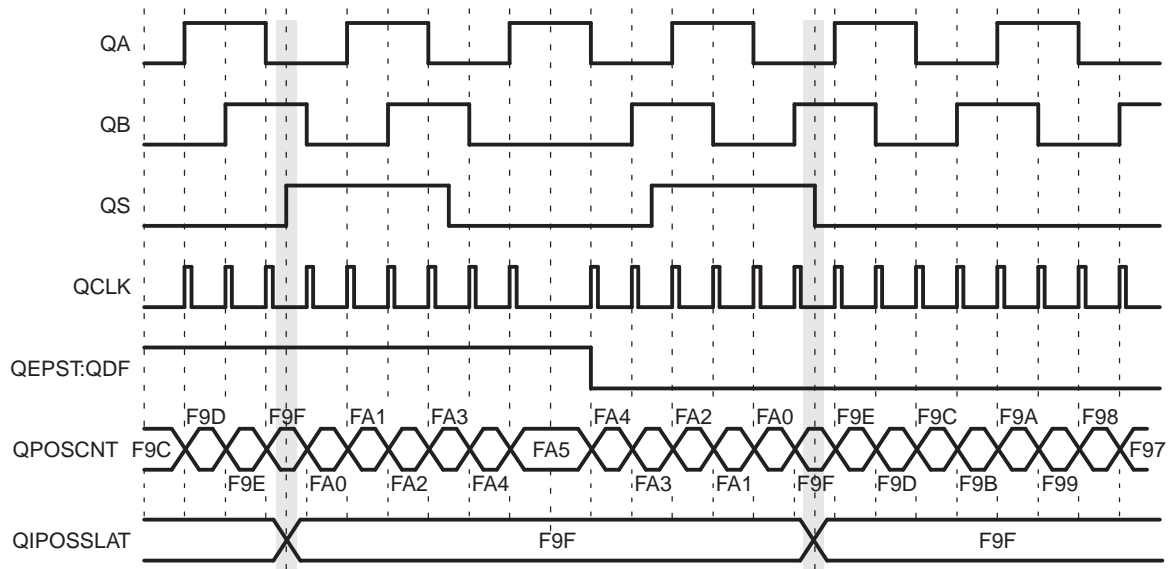 QA
QB
QS
QCLK
QEPST:QDF
F9D F9F FA1 FA3 FA4 FA2 FA0 F9E F9C F9A F98
QPOSCNT F9C FA5 F97
F9E FA0 FA2 FA4 FA3 FA1 F9F F9D F9B F99
QIPOSSLAT F9F F9F